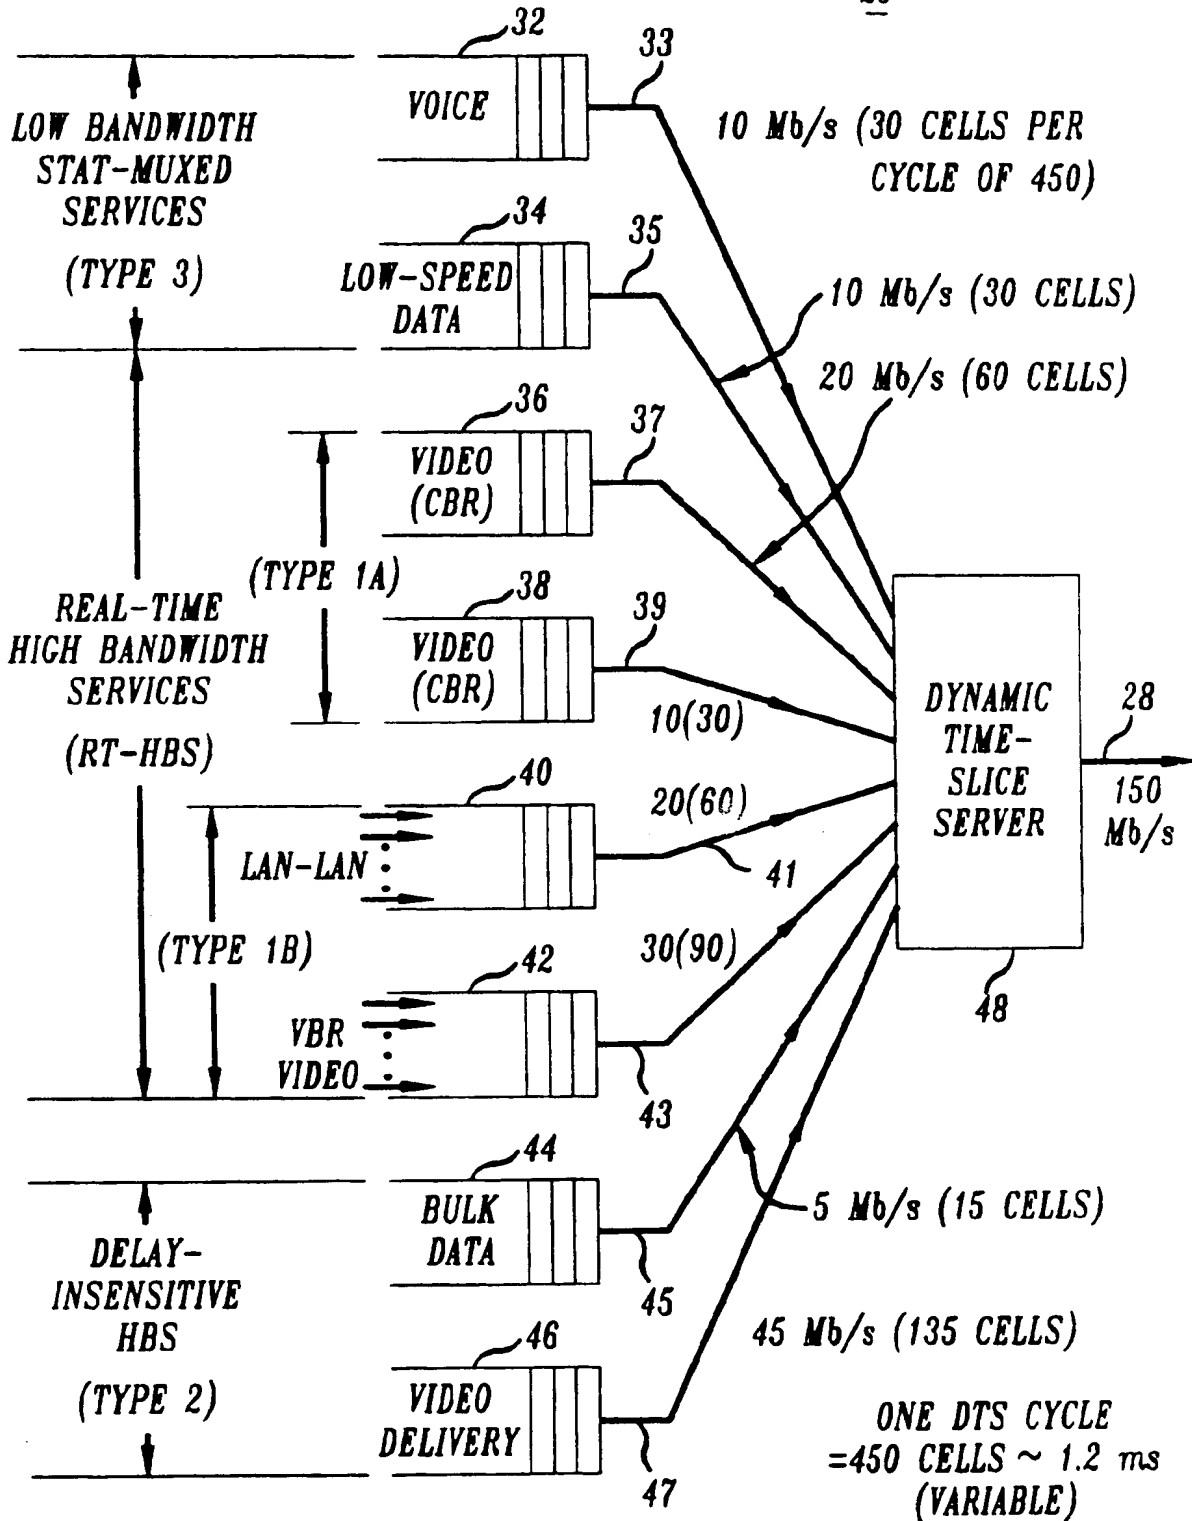 32
33
VOICE
10 Mb/s (30 CELLS PER
CYCLE OF 450)
LOW BANDWIDTH
STAT-MUXED
SERVICES
(TYPE 3)
34
35
LOW-SPEED
DATA
10 Mb/s (30 CELLS)
20 Mb/s (60 CELLS)
36
37
VIDEO
(CBR)
(TYPE 1A)
38
39
VIDEO
(CBR)
10(30)
REAL-TIME
HIGH BANDWIDTH
SERVICES
(RT-HBS)
DYNAMIC
TIME-
SLICE
SERVER
28
150
Mb/s
40
20(60)
LAN-LAN
41
(TYPE 1B)
30(90)
42
48
VBR
VIDEO
43
44
BULK
DATA
5 Mb/s (15 CELLS)
45
DELAY-
INSENSITIVE
HBS
(TYPE 2)
45 Mb/s (135 CELLS)
46
VIDEO
DELIVERY
47
ONE DTS CYCLE
=450 CELLS ~ 1.2 ms
(VARIABLE)